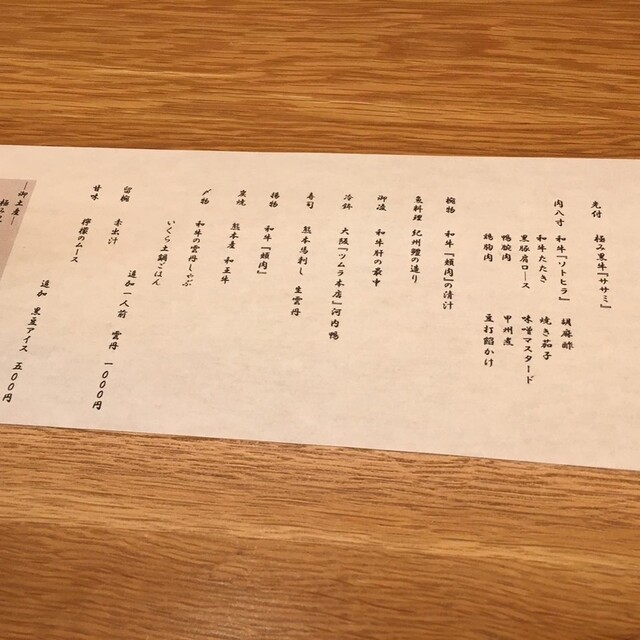 先付 極み黒牛『ササミ』
肉八寸 和牛『ソトヒラ』 胡麻酢
和牛たたき 焼き茄子
黒豚肩ロース 味噌マスタード
鴨腿肉 甲州煮
鶏胸肉 豆打餡かけ
椀物 和牛『頬肉』の清汁
魚料理 紀州鰹の造り
御凌 和牛肝の最中
冷鉢 大阪『ツムラ本店』河内鴨
寿司 熊本馬刺し 生雲丹
揚物 和牛『頬肉』
炭焼 熊本産 和王牛
〆物 和牛の雲丹しゃぶ
いくら土鍋ごはん
追加 一人前 雲丹 一〇〇〇円
留椀 赤出汁
甘味 檸檬のムース
追加 黒豆アイス 五〇〇円
―御土産―
極み